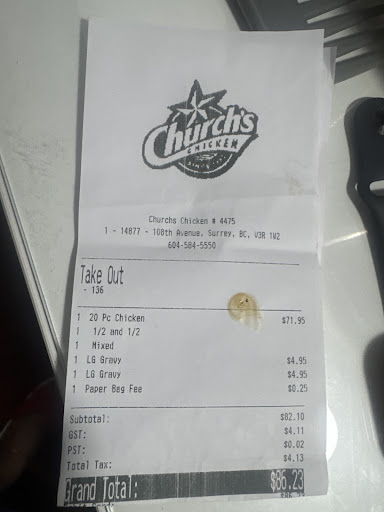 Church's
CHICKEN
Churchs Chicken # 4475
1 - 14877 - 108th Avenue, Surrey, BC, V3R 1W2
604-584-5550
Take Out
- 136
1 20 Pc Chicken $71.95
1 1/2 and 1/2
1 Mixed
1 LG Gravy $4.95
1 LG Gravy $4.95
1 Paper Bag Fee $0.25
Subtotal: $82.10
GST: $4.11
PST: $0.02
Total Tax: $4.13
Grand Total: $86.23